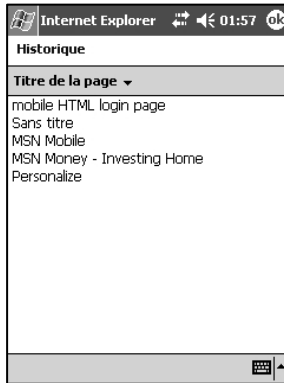 Internet Explorer 01:57 ok
Historique
Titre de la page
mobile HTML login page
Sans titre
MSN Mobile
MSN Money - Investing Home
Personalize